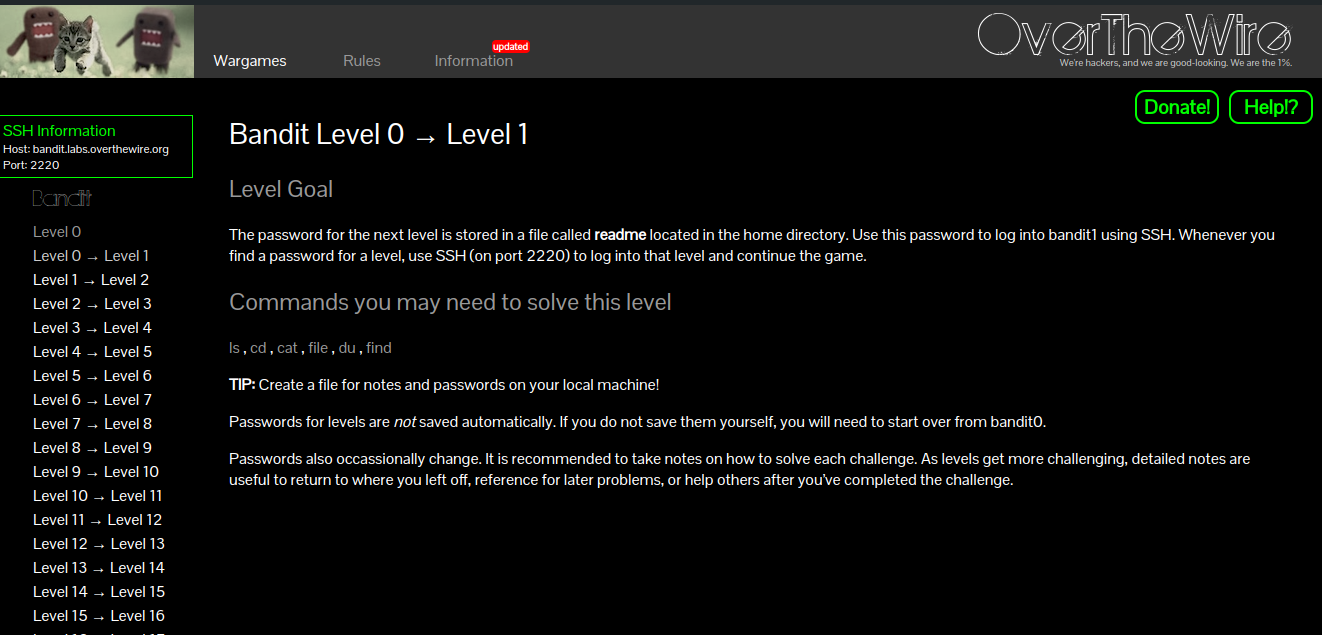 Wargames
Rules
Information
updated
OverTheWire
We're hackers, and we are good-looking. We are the 1%.
Donate!
Help!?
SSH Information
Host: bandit.labs.overthewire.org
Port: 2220
Bandit
Level 0
Level 0 → Level 1
Level 1 → Level 2
Level 2 → Level 3
Level 3 → Level 4
Level 4 → Level 5
Level 5 → Level 6
Level 6 → Level 7
Level 7 → Level 8
Level 8 → Level 9
Level 9 → Level 10
Level 10 → Level 11
Level 11 → Level 12
Level 12 → Level 13
Level 13 → Level 14
Level 14 → Level 15
Level 15 → Level 16
Bandit Level 0 → Level 1
Level Goal
The password for the next level is stored in a file called readme located in the home directory. Use this password to log into bandit1 using SSH. Whenever you
find a password for a level, use SSH (on port 2220) to log into that level and continue the game.
Commands you may need to solve this level
ls , cd , cat , file , du , find
TIP: Create a file for notes and passwords on your local machine!
Passwords for levels are not saved automatically. If you do not save them yourself, you will need to start over from bandit0.
Passwords also occassionally change. It is recommended to take notes on how to solve each challenge. As levels get more challenging, detailed notes are
useful to return to where you left off, reference for later problems, or help others after you've completed the challenge.